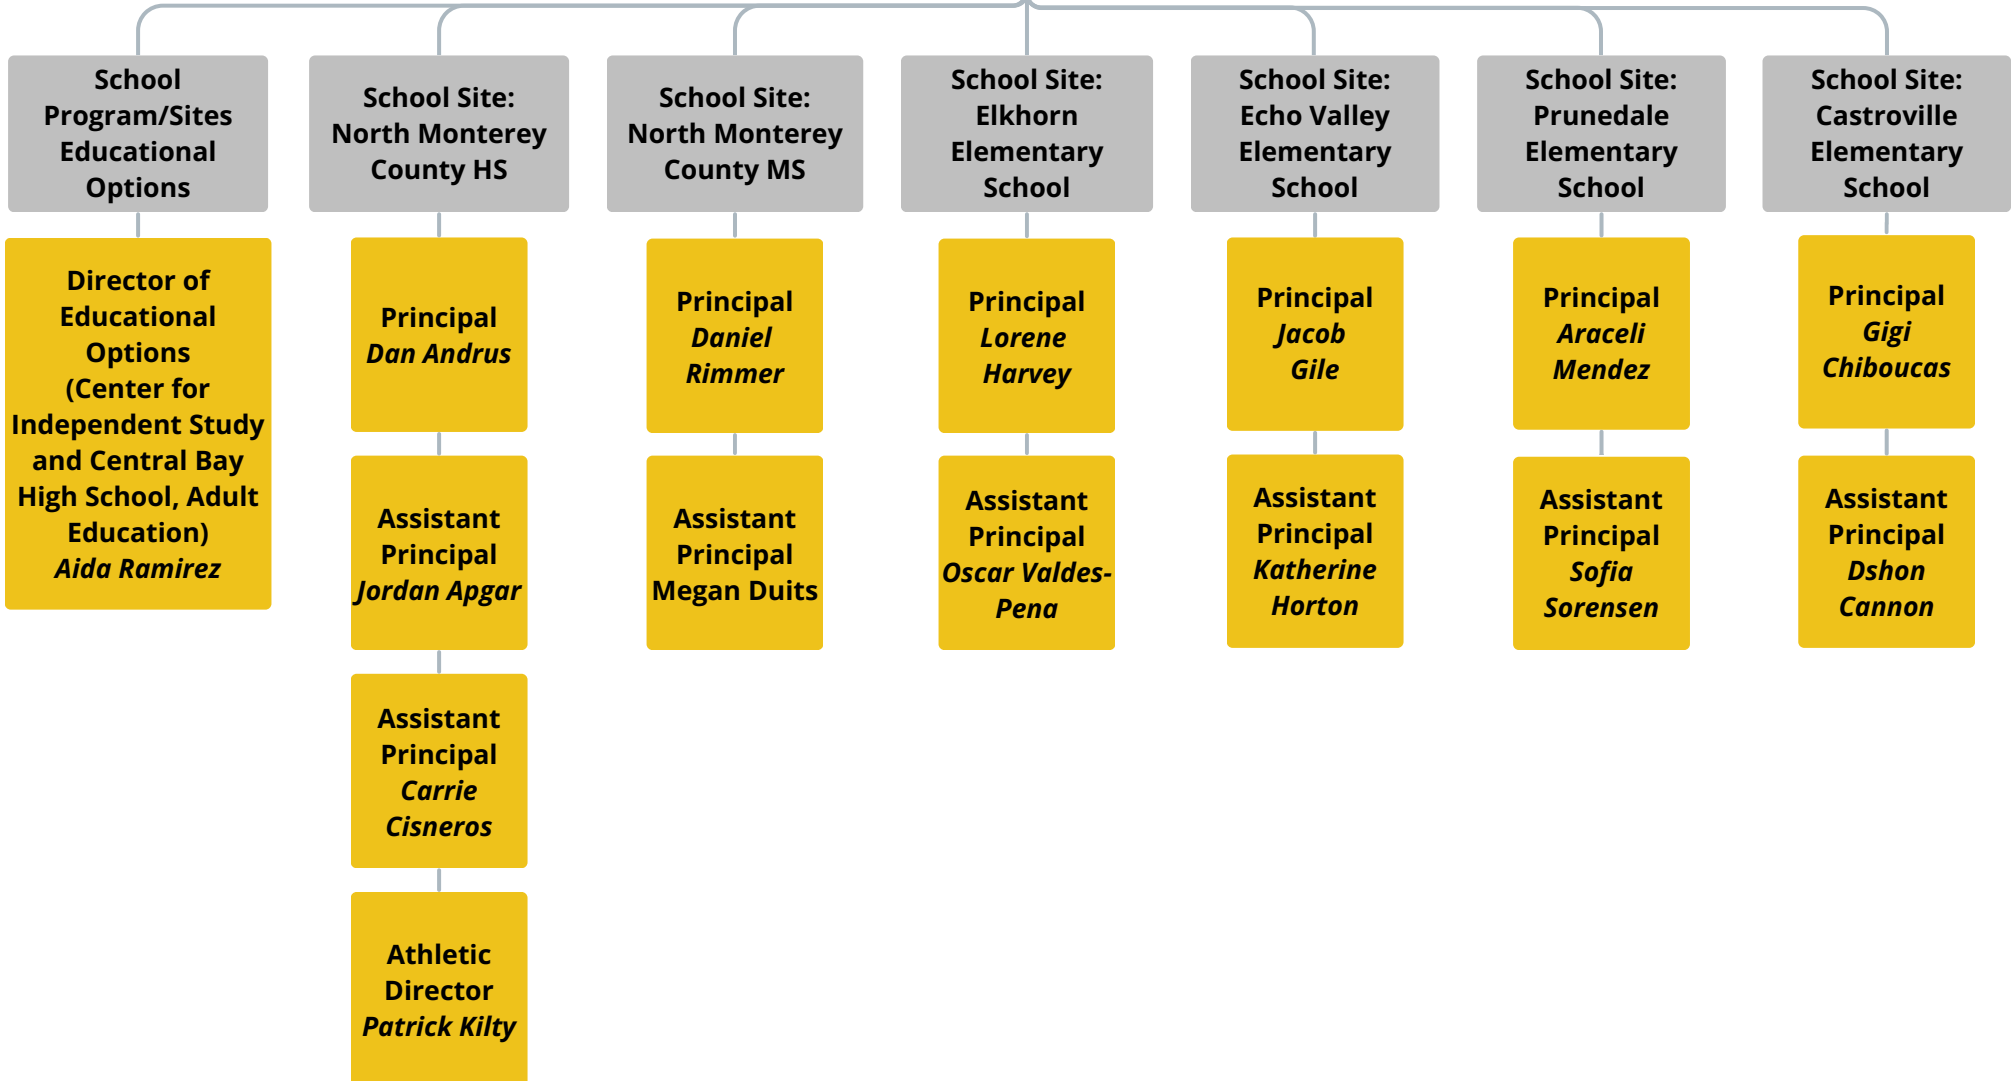 School
Program/Sites
Educational
Options
Director of
Educational
Options
(Center for
Independent Study
and Central Bay
High School, Adult
Education)
Aida Ramirez
School Site:
North Monterey
County HS
Principal
Dan Andrus
Assistant
Principal
Jordan Apgar
Assistant
Principal
Carrie
Cisneros
Athletic
Director
Patrick Kilty
School Site:
North Monterey
County MS
Principal
Daniel
Rimmer
Assistant
Principal
Megan Duits
School Site:
Elkhorn
Elementary
School
Principal
Lorene
Harvey
Assistant
Principal
Oscar Valdes-
Pena
School Site:
Echo Valley
Elementary
School
Principal
Jacob
Gile
Assistant
Principal
Katherine
Horton
School Site:
Prunedale
Elementary
School
Principal
Araceli
Mendez
Assistant
Principal
Sofia
Sorensen
School Site:
Castroville
Elementary
School
Principal
Gigi
Chiboucas
Assistant
Principal
Dshon
Cannon